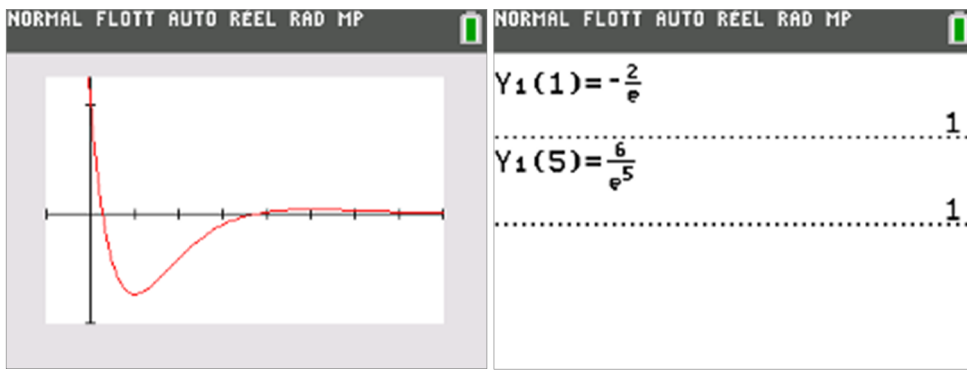 NORMAL FLOTT AUTO RÉEL RAD MP
NORMAL FLOTT AUTO RÉEL RAD MP
Y₁(1)=-2/e
1
Y₁(5)=6/e⁵
1